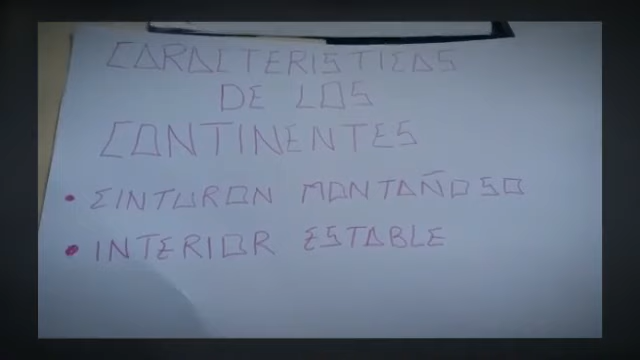 CARACTERISTICAS
DE LOS
CONTINENTES
• CINTURON MONTAÑOSO
• INTERIOR ESTABLE